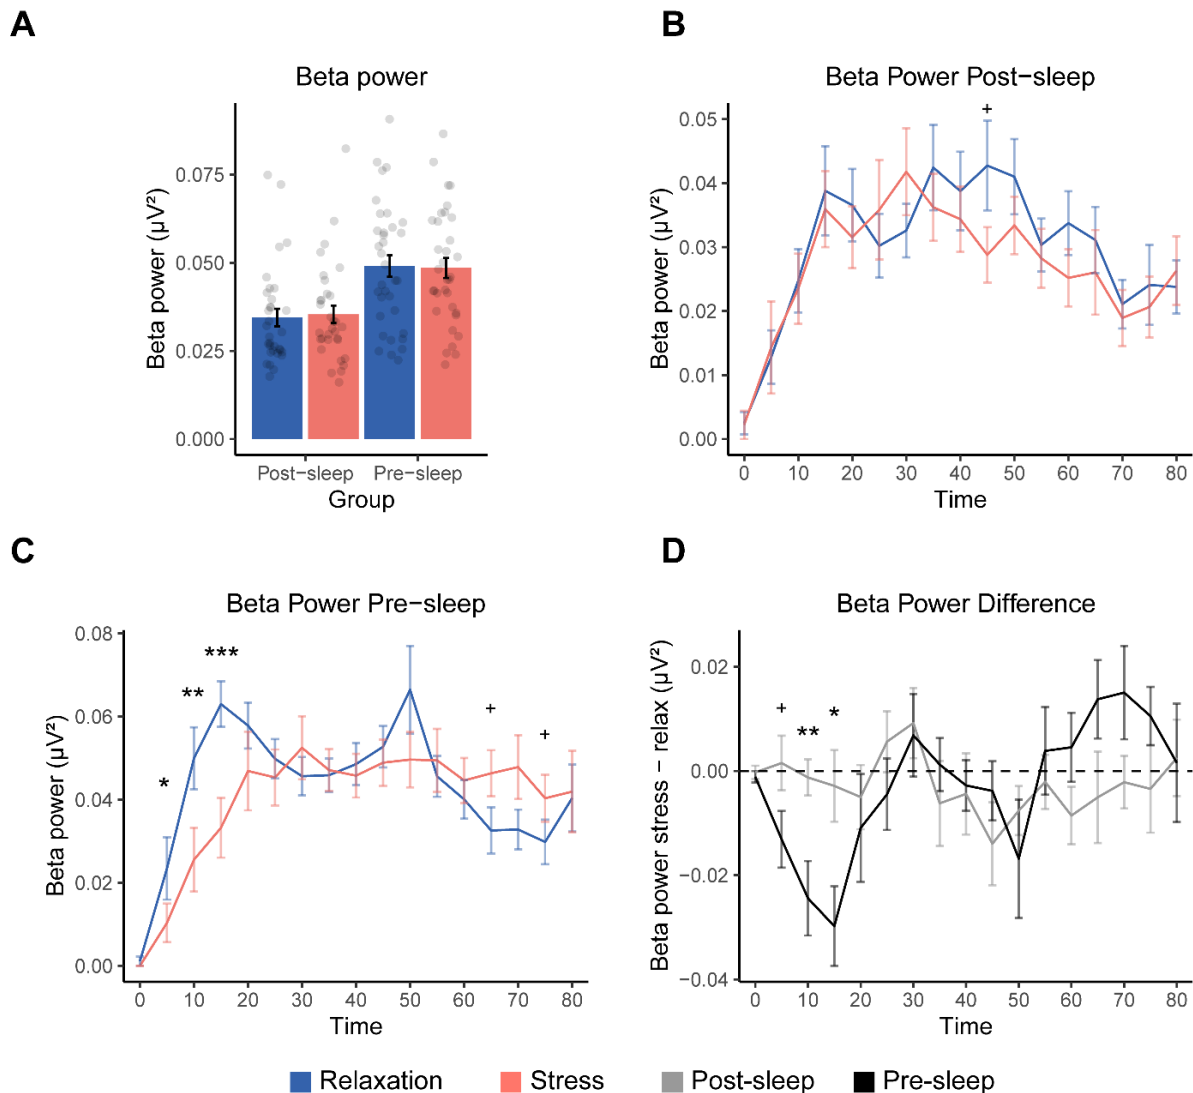 A
Beta power
Beta power (µV²)
0.075
0.050
0.025
0.000
Post−sleep Pre−sleep
Group
B
Beta Power Post−sleep
Beta power (µV²)
0.05
0.04
0.03
0.02
0.01
0.00
+
0 10 20 30 40 50 60 70 80
Time
C
Beta Power Pre−sleep
Beta power (µV²)
0.08
0.06
0.04
0.02
0.00
* ** *** + +
0 10 20 30 40 50 60 70 80
Time
D
Beta Power Difference
Beta power stress − relax (µV²)
0.02
0.00
−0.02
−0.04
+ ** *
0 10 20 30 40 50 60 70 80
Time
Relaxation Stress Post−sleep Pre−sleep